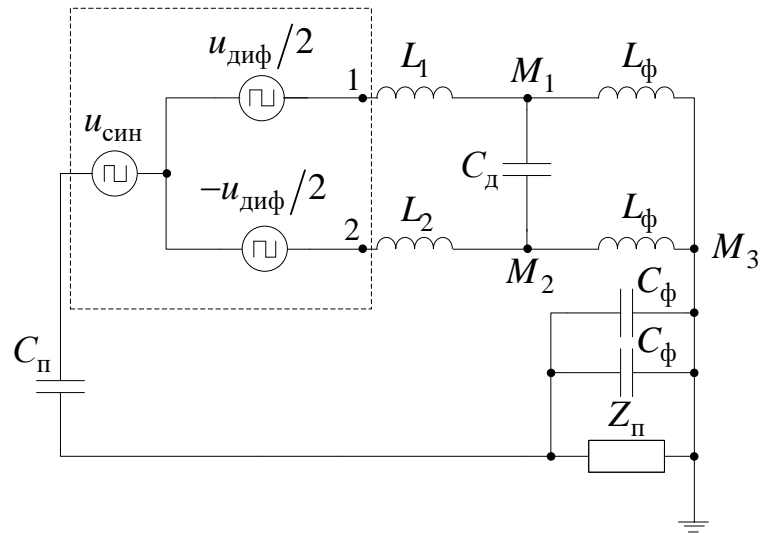 u_диф/2
1
L_1
M_1
L_ф
u_син
C_д
−u_диф/2
2
L_2
L_ф
M_2
M_3
C_ф
C_п
C_ф
Z_п